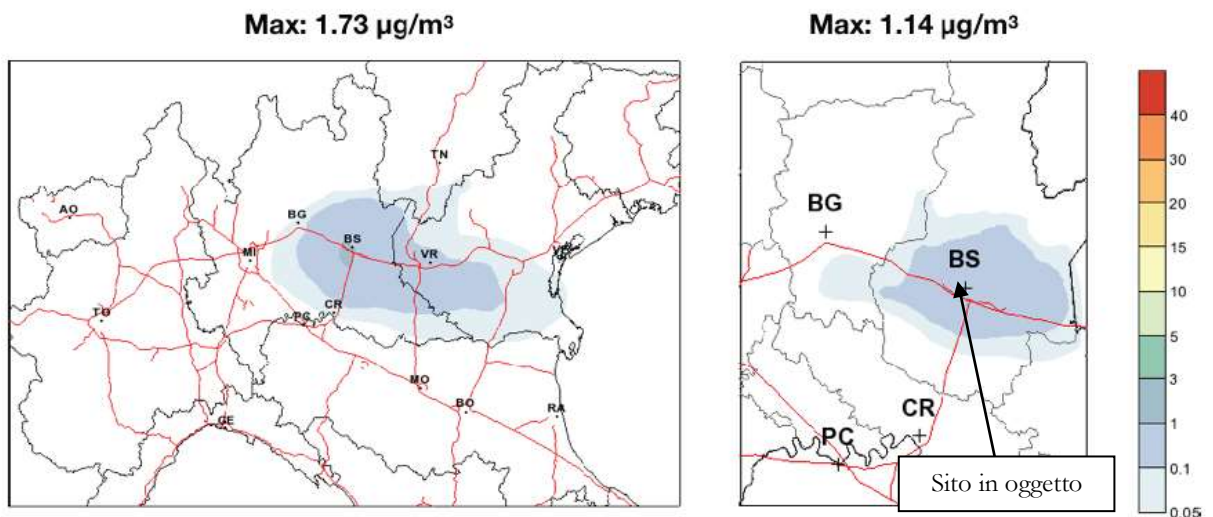 Max: 1.73 µg/m³
Max: 1.14 µg/m³
TN
AO
BG
BS
MI
VR
VE
TO
PC
CR
MO
BO
RA
GE
BG
BS
CR
PC
Sito in oggetto
40
30
20
15
10
5
3
1
0.1
0.05